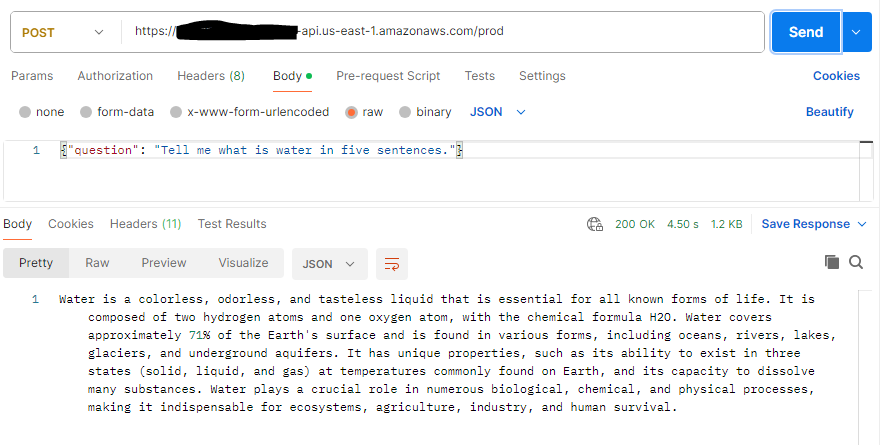 POST https:// -api.us-east-1.amazonaws.com/prod Send
Params Authorization Headers (8) Body Pre-request Script Tests Settings Cookies
none form-data x-www-form-urlencoded raw binary JSON Beautify
1 {"question": "Tell me what is water in five sentences."}
Body Cookies Headers (11) Test Results 200 OK 4.50 s 1.2 KB Save Response
Pretty Raw Preview Visualize JSON
1 Water is a colorless, odorless, and tasteless liquid that is essential for all known forms of life. It is
composed of two hydrogen atoms and one oxygen atom, with the chemical formula H2O. Water covers
approximately 71% of the Earth's surface and is found in various forms, including oceans, rivers, lakes,
glaciers, and underground aquifers. It has unique properties, such as its ability to exist in three
states (solid, liquid, and gas) at temperatures commonly found on Earth, and its capacity to dissolve
many substances. Water plays a crucial role in numerous biological, chemical, and physical processes,
making it indispensable for ecosystems, agriculture, industry, and human survival.